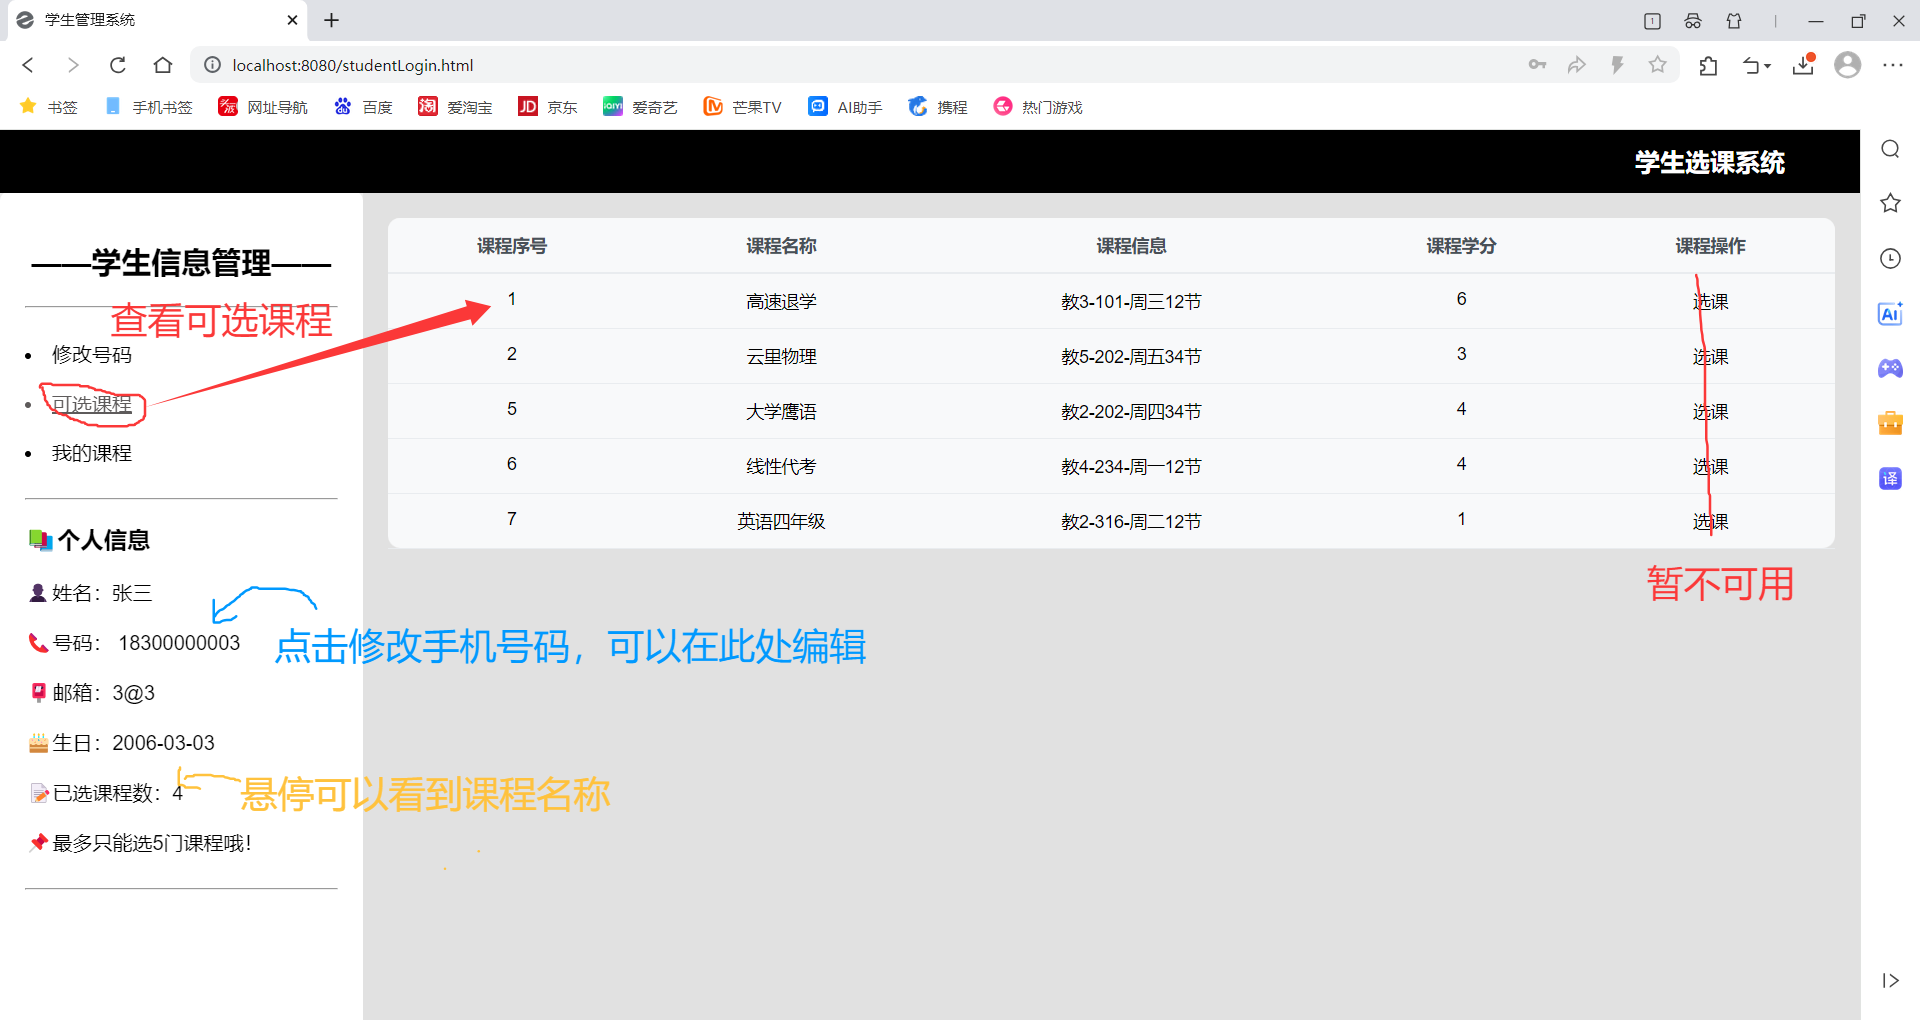 学生管理系统
localhost:8080/studentLogin.html
书签 手机书签 网址导航 百度 爱淘宝 京东 爱奇艺 芒果TV AI助手 携程 热门游戏
学生选课系统
——学生信息管理——
查看可选课程
修改号码
可选课程
我的课程
个人信息
姓名：张三
号码： 18300000003
点击修改手机号码，可以在此处编辑
邮箱：3@3
生日：2006-03-03
已选课程数：4
悬停可以看到课程名称
最多只能选5门课程哦！
课程序号 课程名称 课程信息 课程学分 课程操作
1 高速退学 教3-101-周三12节 6 选课
2 云里物理 教5-202-周五34节 3 选课
5 大学鹰语 教2-202-周四34节 4 选课
6 线性代考 教4-234-周一12节 4 选课
7 英语四年级 教2-316-周二12节 1 选课
暂不可用